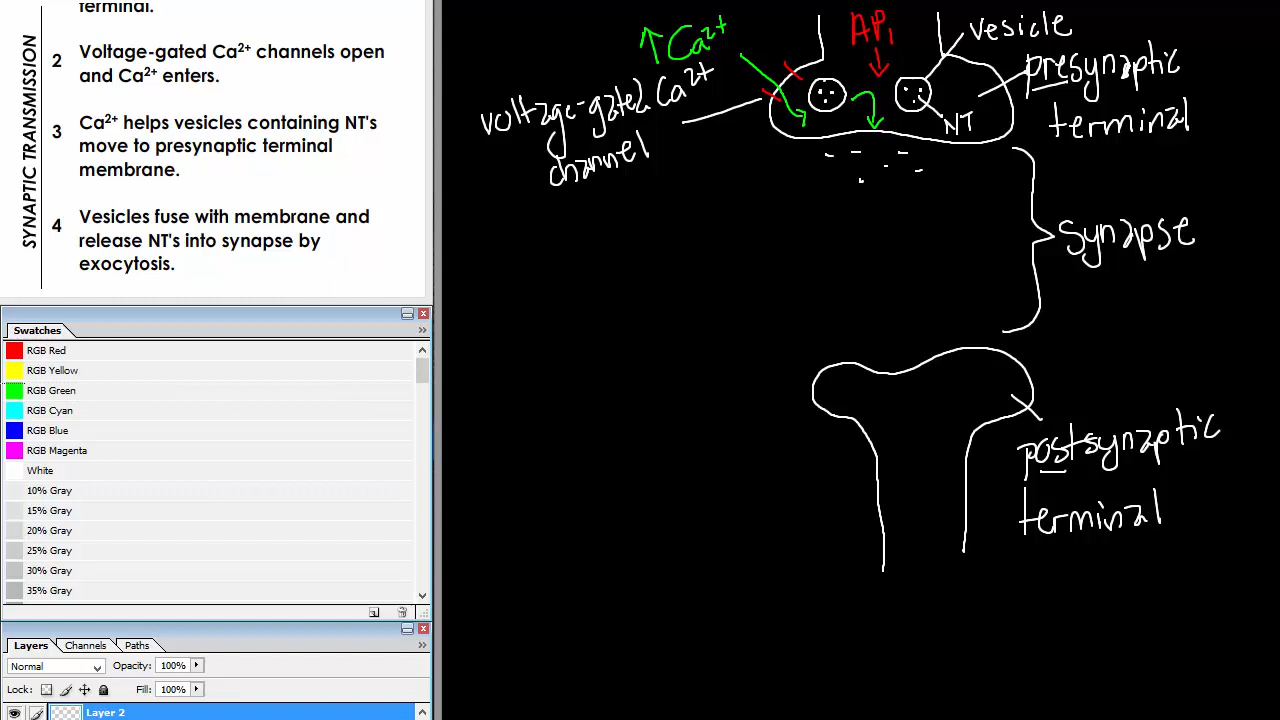 terminal.
SYNAPTIC TRANSMISSION
2 Voltage-gated Ca²⁺ channels open
and Ca²⁺ enters.
3 Ca²⁺ helps vesicles containing NT's
move to presynaptic terminal
membrane.
4 Vesicles fuse with membrane and
release NT's into synapse by
exocytosis.
Swatches
RGB Red
RGB Yellow
RGB Green
RGB Cyan
RGB Blue
RGB Magenta
White
10% Gray
15% Gray
20% Gray
25% Gray
30% Gray
35% Gray
Layers Channels Paths
Normal Opacity: 100%
Lock: Fill: 100%
Layer 2
↑ Ca²⁺
AP₁
vesicle
presynaptic
terminal
NT
voltage-gated Ca²⁺
channel
synapse
postsynaptic
terminal